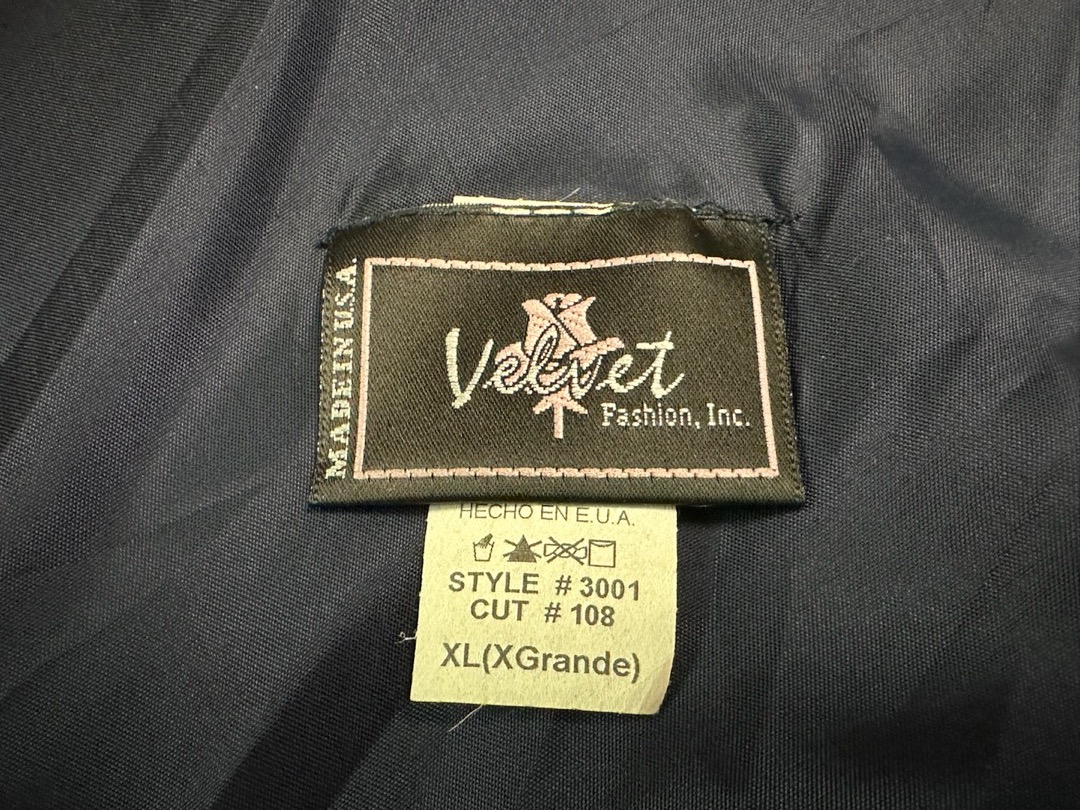 MADE IN U.S.A.
Velvet
Fashion, Inc.
HECHO EN E.U.A.
STYLE # 3001
CUT # 108
XL(XGrande)